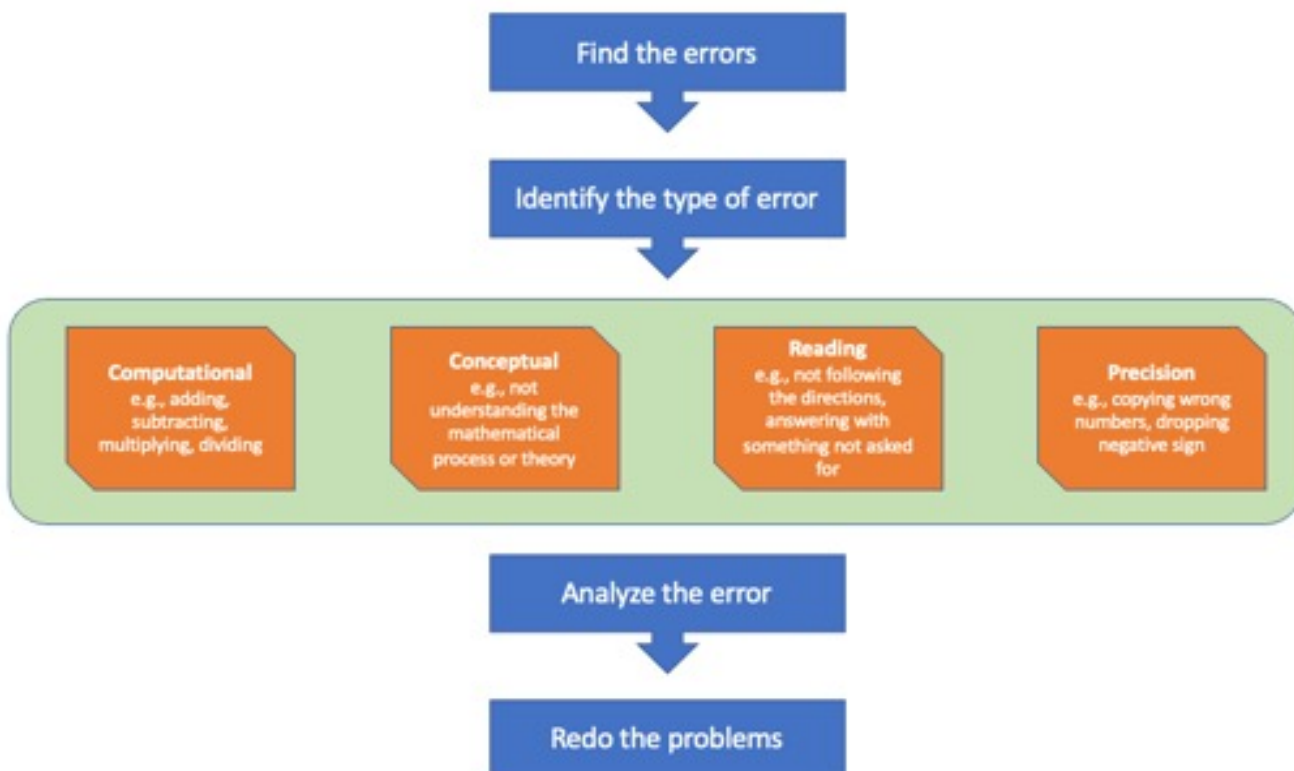 Find the errors
Identify the type of error
Computational
e.g., adding,
subtracting,
multiplying, dividing
Conceptual
e.g., not
understanding the
mathematical
process or theory
Reading
e.g., not following
the directions,
answering with
something not asked
for
Precision
e.g., copying wrong
numbers, dropping
negative sign
Analyze the error
Redo the problems